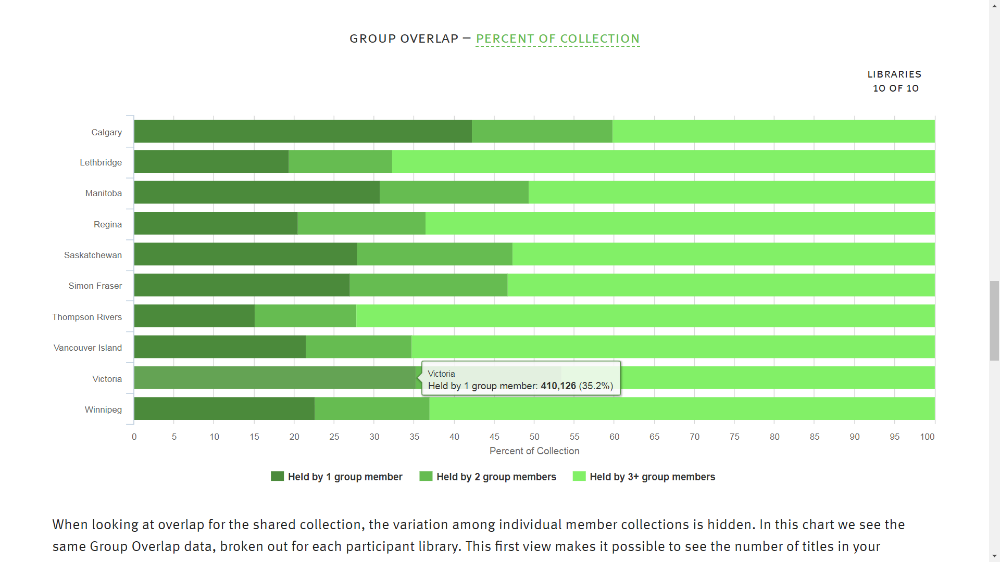 GROUP OVERLAP — PERCENT OF COLLECTION
LIBRARIES
10 OF 10
Calgary
Lethbridge
Manitoba
Regina
Saskatchewan
Simon Fraser
Thompson Rivers
Vancouver Island
Victoria
Victoria
Held by 1 group member: 410,126 (35.2%)
Winnipeg
0 5 10 15 20 25 30 35 40 45 50 55 60 65 70 75 80 85 90 95 100
Percent of Collection
Held by 1 group member Held by 2 group members Held by 3+ group members
When looking at overlap for the shared collection, the variation among individual member collections is hidden. In this chart we see the
same Group Overlap data, broken out for each participant library. This first view makes it possible to see the number of titles in your